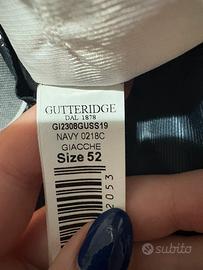 GUTTERIDGE
DAL 1878
GI2308GUSS19
NAVY 0218C
GIACCHE
Size 52
2053
subito